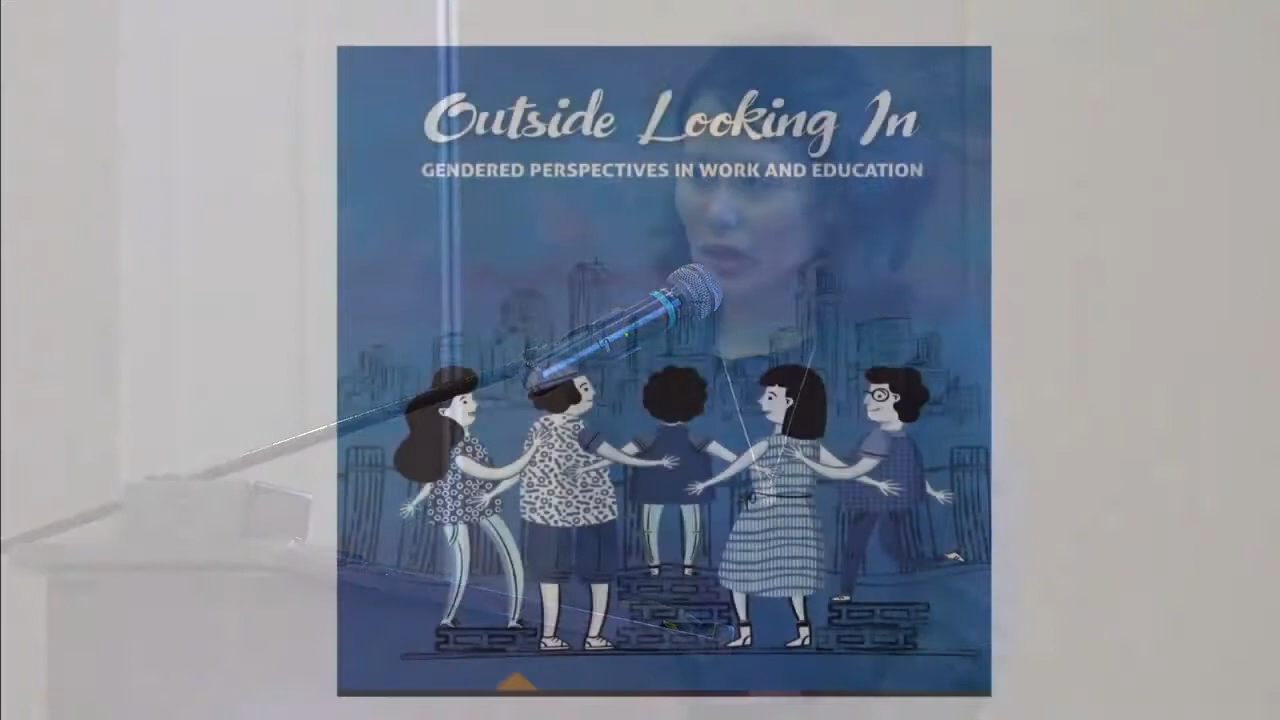 Outside Looking In
GENDERED PERSPECTIVES IN WORK AND EDUCATION